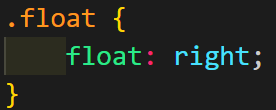 .float {
    float: right;
}